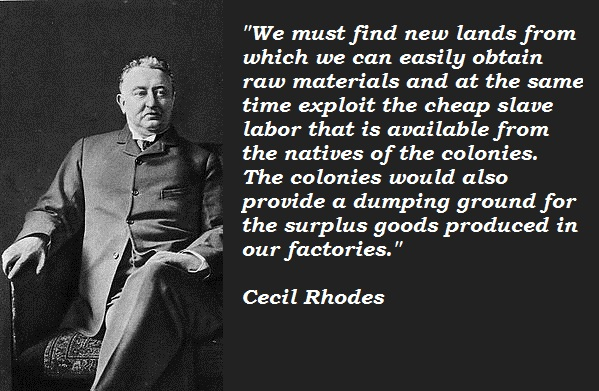 "We must find new lands from
which we can easily obtain
raw materials and at the same
time exploit the cheap slave
labor that is available from
the natives of the colonies.
The colonies would also
provide a dumping ground for
the surplus goods produced in
our factories."
Cecil Rhodes